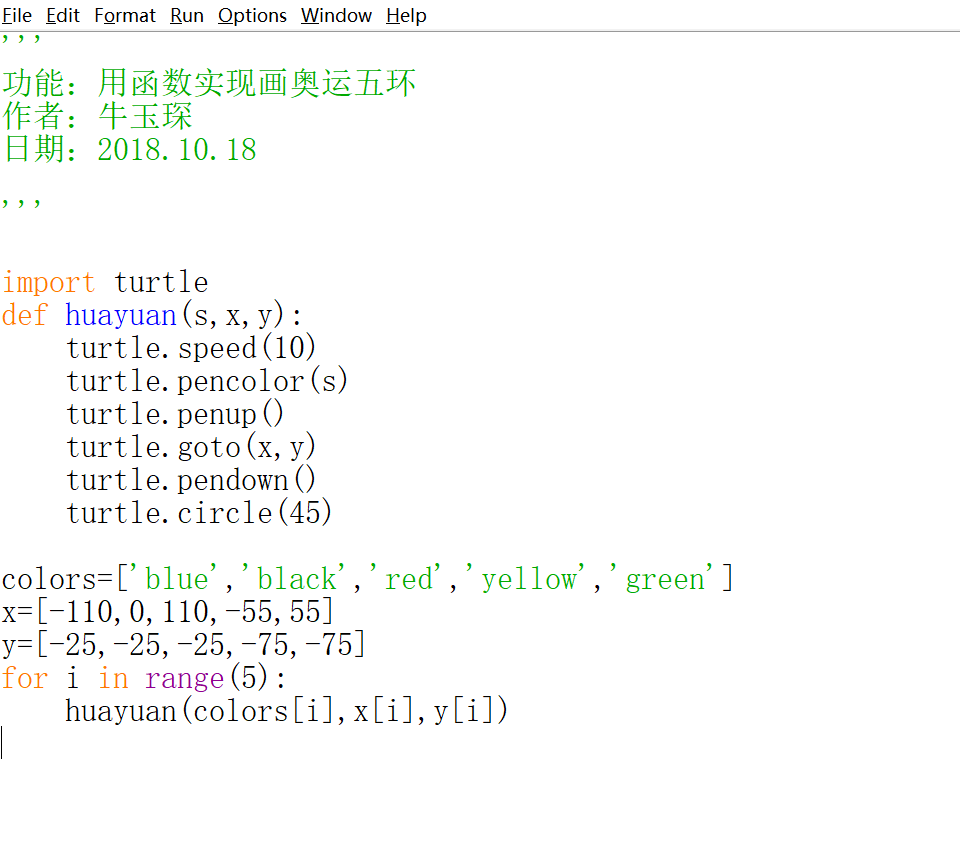 File Edit Format Run Options Window Help
'''
功能：用函数实现画奥运五环
作者：牛玉琛
日期：2018.10.18
'''
import turtle
def huayuan(s,x,y):
    turtle.speed(10)
    turtle.pencolor(s)
    turtle.penup()
    turtle.goto(x,y)
    turtle.pendown()
    turtle.circle(45)
colors=['blue','black','red','yellow','green']
x=[-110,0,110,-55,55]
y=[-25,-25,-25,-75,-75]
for i in range(5):
    huayuan(colors[i],x[i],y[i])